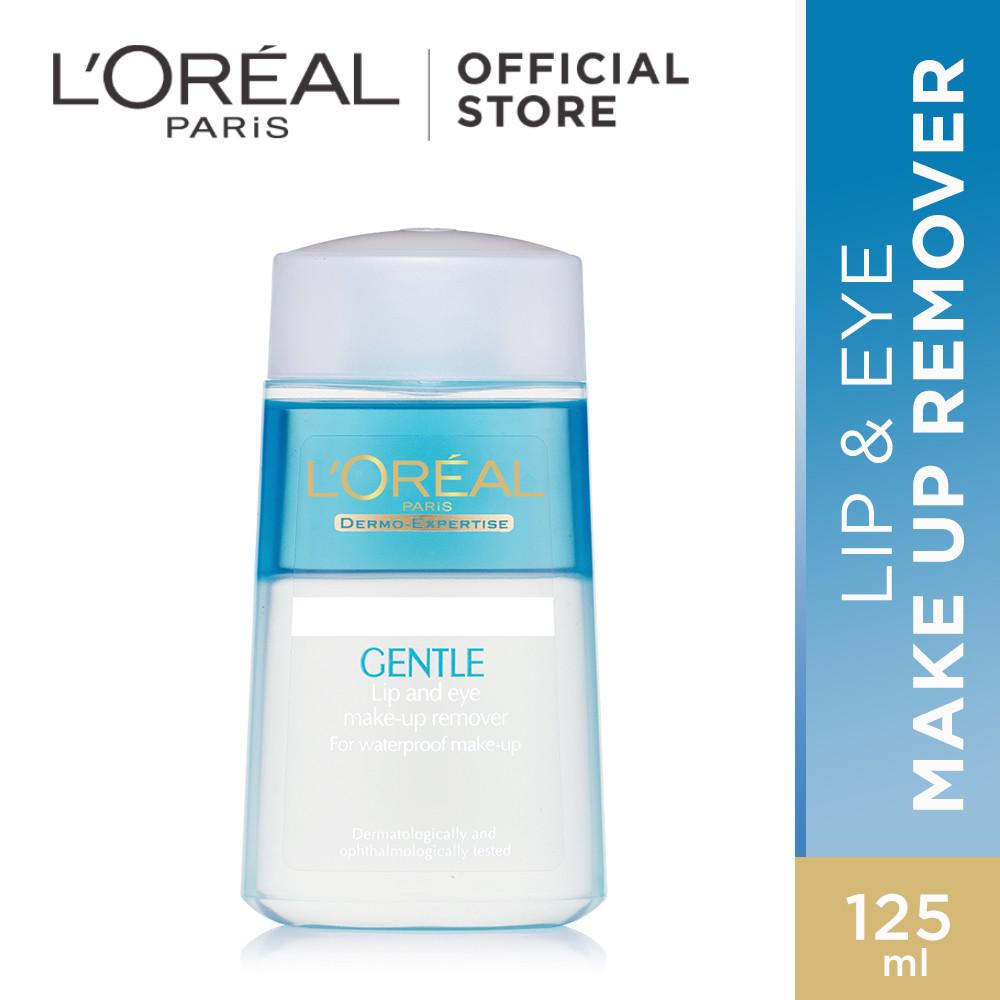 L'ORÉAL
PARiS
OFFICIAL
STORE
L'ORÉAL
PARiS
DERMO-EXPERTISE
GENTLE
Lip and eye
make-up remover
For waterproof make-up
Dermatologically and
ophthalmologically tested
LIP & EYE
MAKE UP REMOVER
125
ml